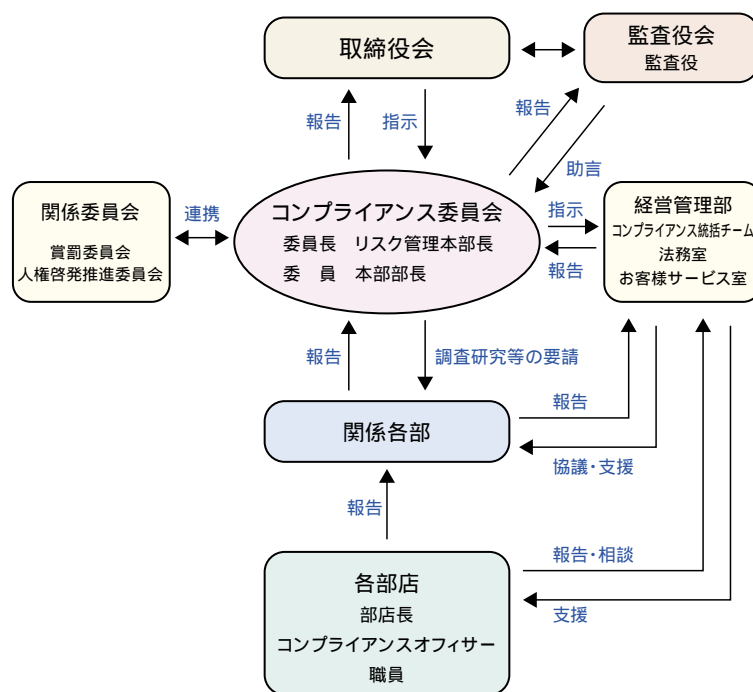 取締役会
監査役会
監査役
報告
指示
報告
助言
関係委員会
賞罰委員会
人権啓発推進委員会
連携
コンプライアンス委員会
委員長　リスク管理本部長
委　員　本部部長
指示
報告
経営管理部
コンプライアンス統括チーム
法務室
お客様サービス室
報告
調査研究等の要請
関係各部
報告
協議・支援
報告
各部店
部店長
コンプライアンスオフィサー
職員
報告・相談
支援